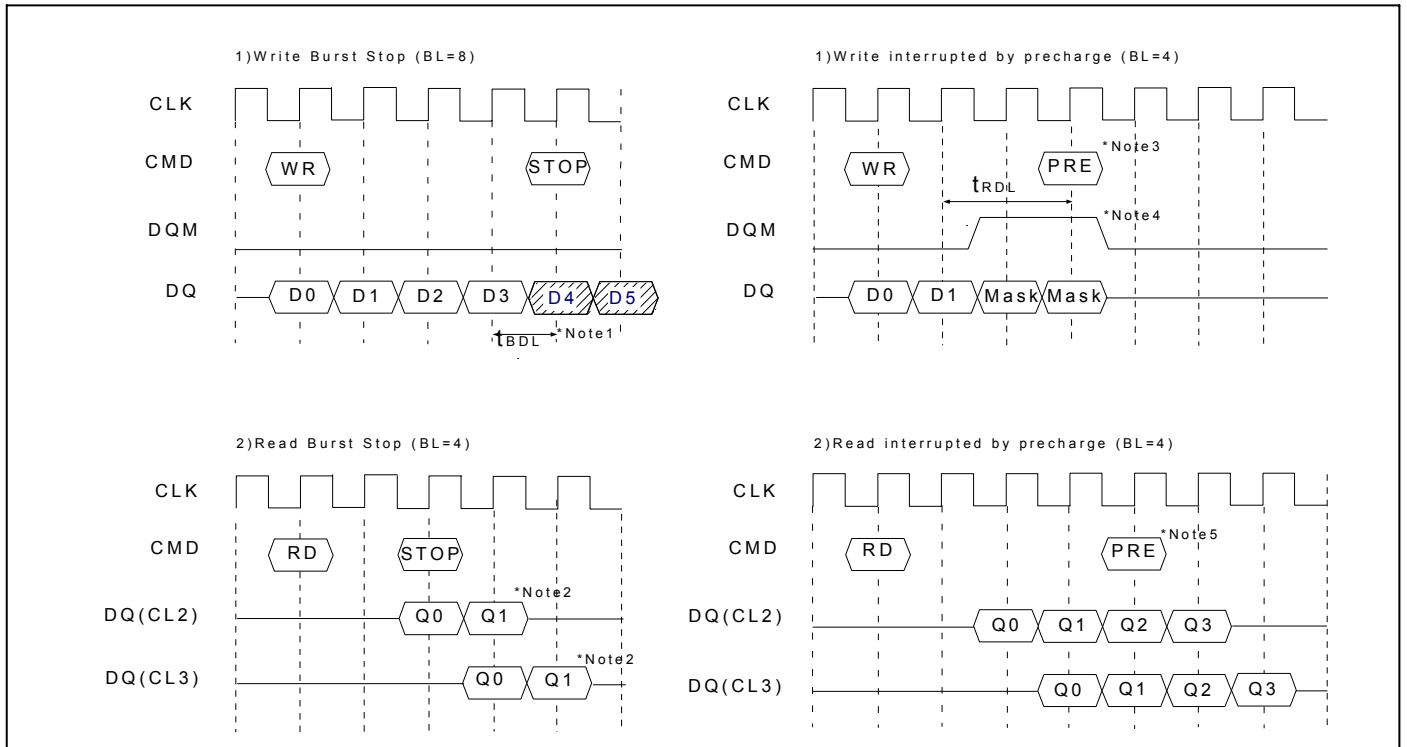 1)Write Burst Stop (BL=8)
CLK
CMD
WR
STOP
DQM
DQ
D0
D1
D2
D3
D4
D5
tBDL
*Note1
1)Write interrupted by precharge (BL=4)
CLK
CMD
WR
PRE
*Note3
tRDL
DQM
*Note4
DQ
D0
D1
Mask
Mask
2)Read Burst Stop (BL=4)
CLK
CMD
RD
STOP
DQ(CL2)
Q0
Q1
*Note2
DQ(CL3)
Q0
Q1
*Note2
2)Read interrupted by precharge (BL=4)
CLK
CMD
RD
PRE
*Note5
DQ(CL2)
Q0
Q1
Q2
Q3
DQ(CL3)
Q0
Q1
Q2
Q3